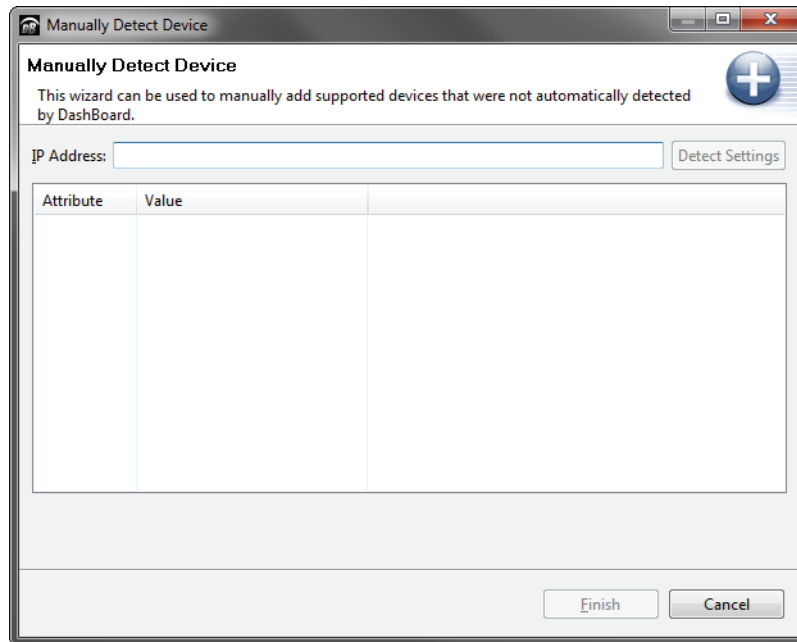 Manually Detect Device
Manually Detect Device
This wizard can be used to manually add supported devices that were not automatically detected
by DashBoard.
IP Address: Detect Settings
Attribute Value
Finish Cancel